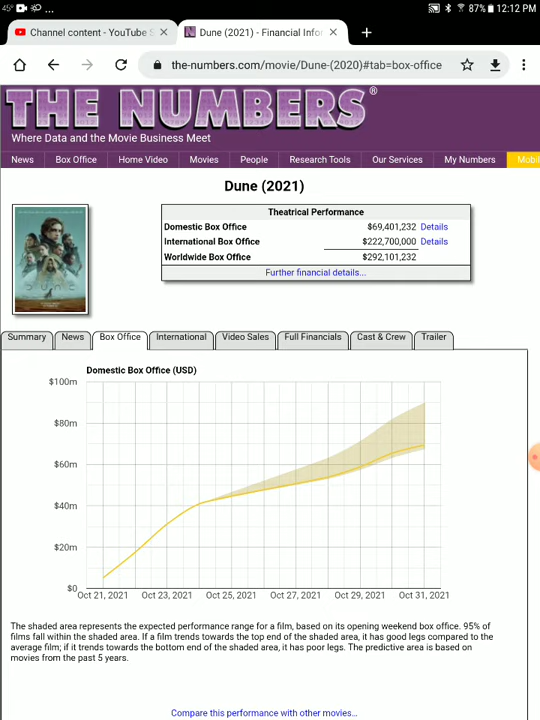 45°
87% 12:12 PM
Channel content - YouTube S
Dune (2021) - Financial Infor
the-numbers.com/movie/Dune-(2020)#tab=box-office
THE NUMBERS®
Where Data and the Movie Business Meet
News Box Office Home Video Movies People Research Tools Our Services My Numbers Mobil
Dune (2021)
Theatrical Performance
Domestic Box Office $69,401,232 Details
International Box Office $222,700,000 Details
Worldwide Box Office $292,101,232
Further financial details...
DUNE
Summary News Box Office International Video Sales Full Financials Cast & Crew Trailer
Domestic Box Office (USD)
$100m
$80m
$60m
$40m
$20m
$0
Oct 21, 2021 Oct 23, 2021 Oct 25, 2021 Oct 27, 2021 Oct 29, 2021 Oct 31, 2021
The shaded area represents the expected performance range for a film, based on its opening weekend box office. 95% of
films fall within the shaded area. If a film trends towards the top end of the shaded area, it has good legs compared to the
average film; if it trends towards the bottom end of the shaded area, it has poor legs. The predictive area is based on
movies from the past 5 years.
Compare this performance with other movies...